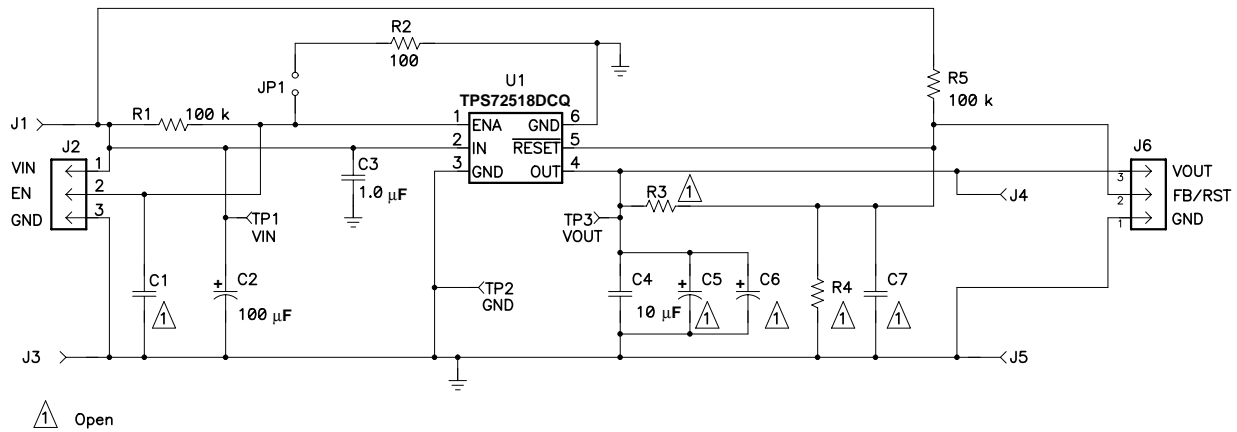 R2
100
JP1
U1
TPS72518DCQ
R5
100 k
J1
R1
100 k
1
ENA
GND
6
2
IN
RESET
5
3
GND
OUT
4
J2
VIN
1
EN
2
GND
3
C3
1.0 μF
R3
1
J6
VOUT
3
FB/RST
2
GND
1
J4
TP1
VIN
TP3
VOUT
C1
1
C2
+
100 μF
TP2
GND
C4
10 μF
+
C5
1
+
C6
1
R4
1
C7
1
J3
J5
1 Open